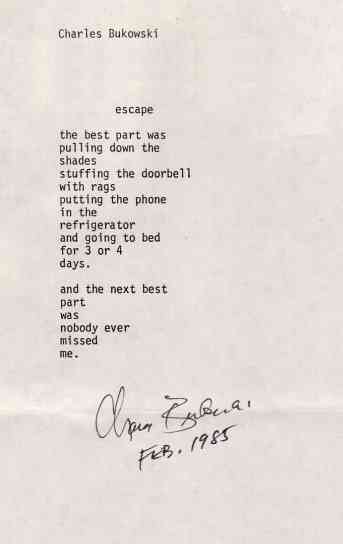 Charles Bukowski
escape
the best part was
pulling down the
shades
stuffing the doorbell
with rags
putting the phone
in the
refrigerator
and going to bed
for 3 or 4
days.
and the next best
part
was
nobody ever
missed
me.
FEB. 1985